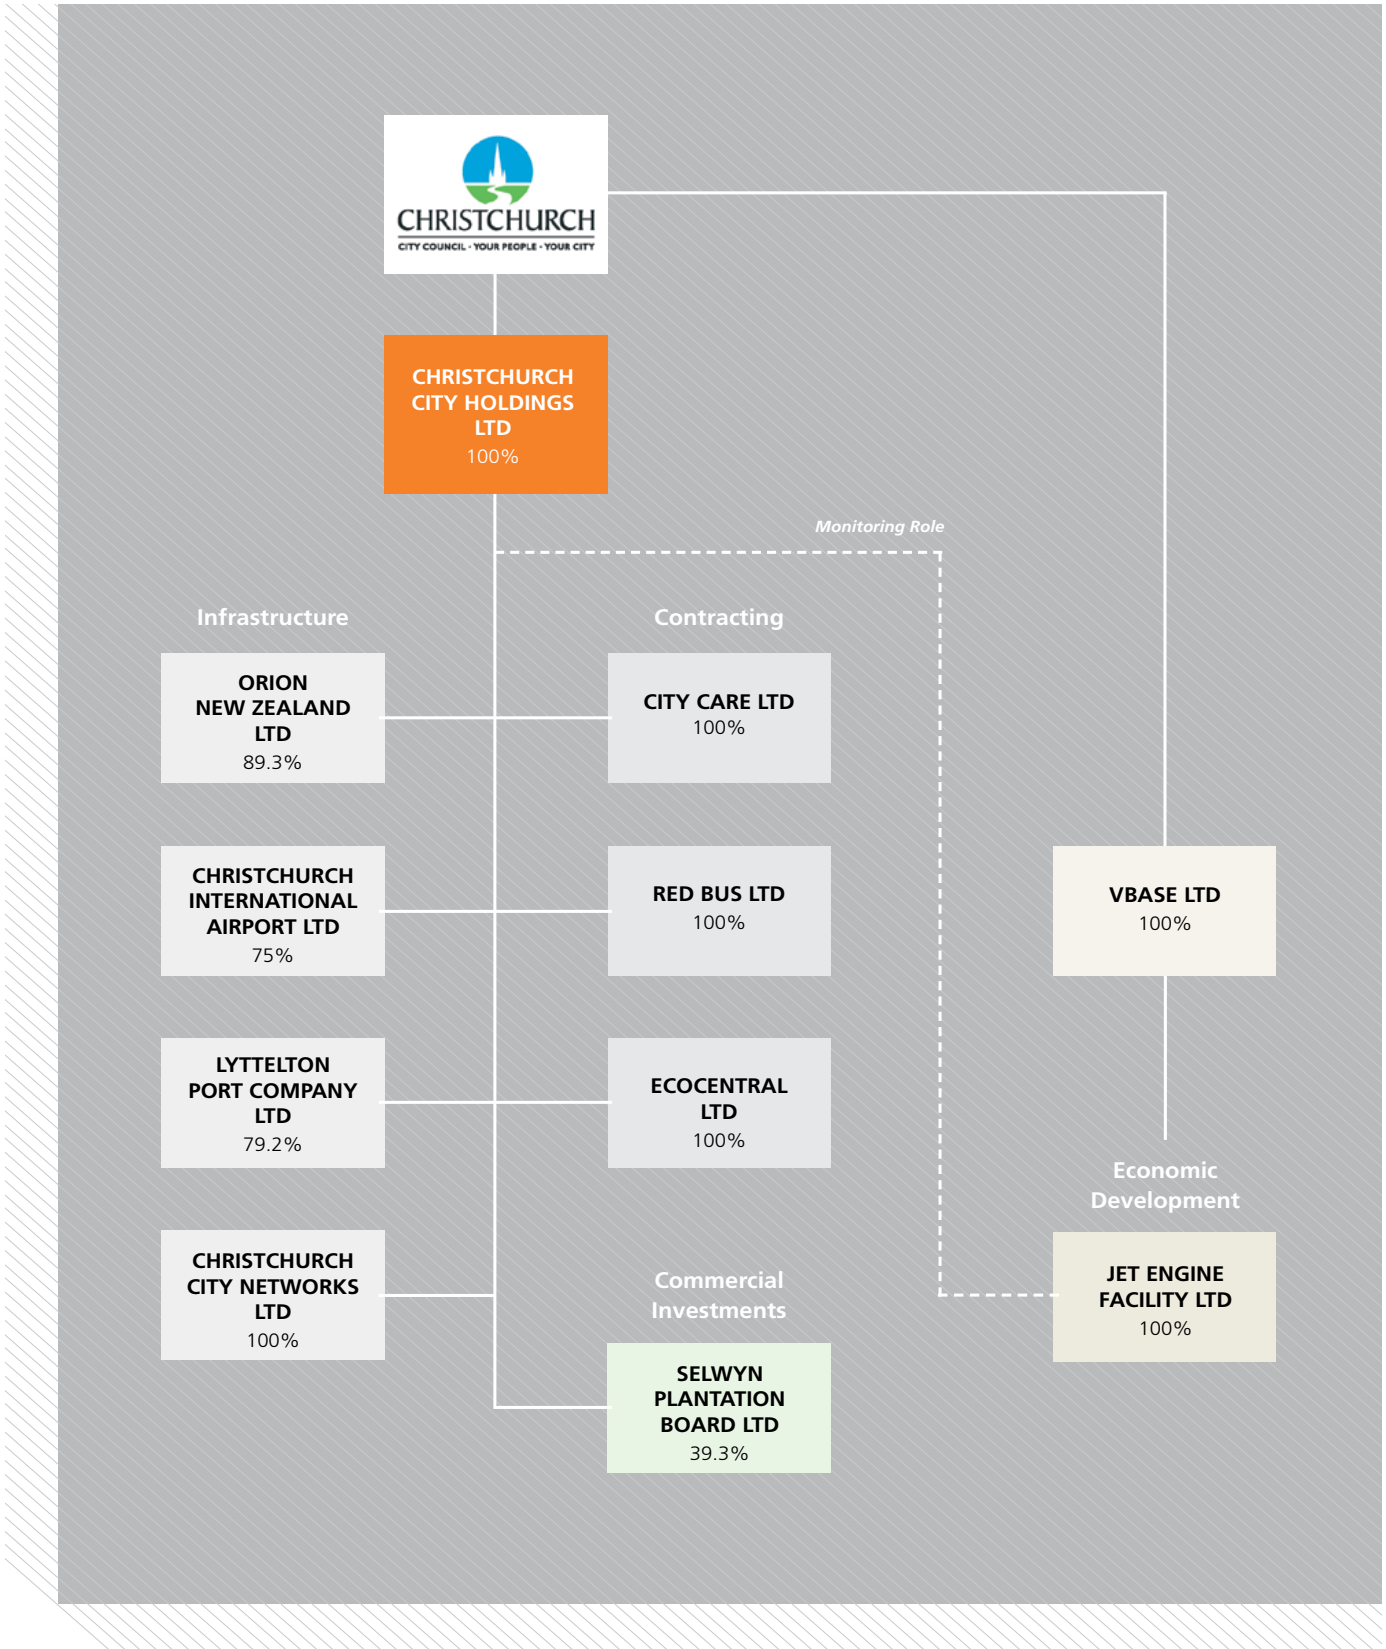 CHRISTCHURCH
CITY COUNCIL · YOUR PEOPLE · YOUR CITY
CHRISTCHURCH
CITY HOLDINGS
LTD
100%
Monitoring Role
Infrastructure
ORION
NEW ZEALAND
LTD
89.3%
CHRISTCHURCH
INTERNATIONAL
AIRPORT LTD
75%
LYTTELTON
PORT COMPANY
LTD
79.2%
CHRISTCHURCH
CITY NETWORKS
LTD
100%
Contracting
CITY CARE LTD
100%
RED BUS LTD
100%
ECOCENTRAL
LTD
100%
Commercial
Investments
SELWYN
PLANTATION
BOARD LTD
39.3%
VBASE LTD
100%
Economic
Development
JET ENGINE
FACILITY LTD
100%